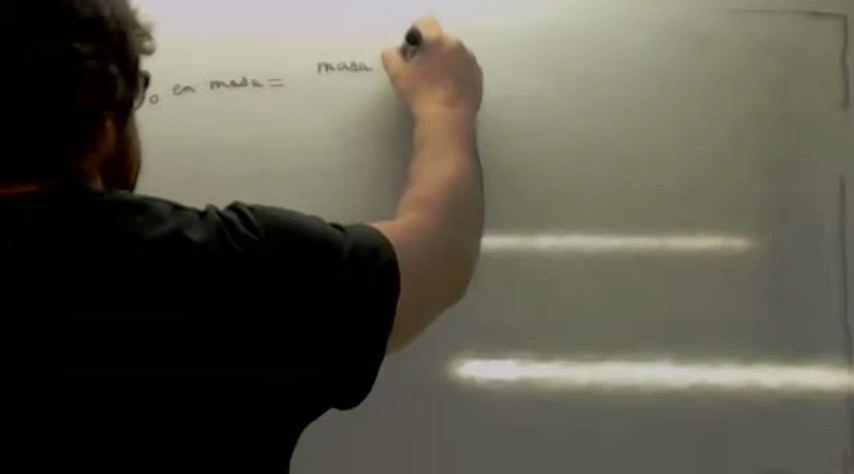 % en masa = masa